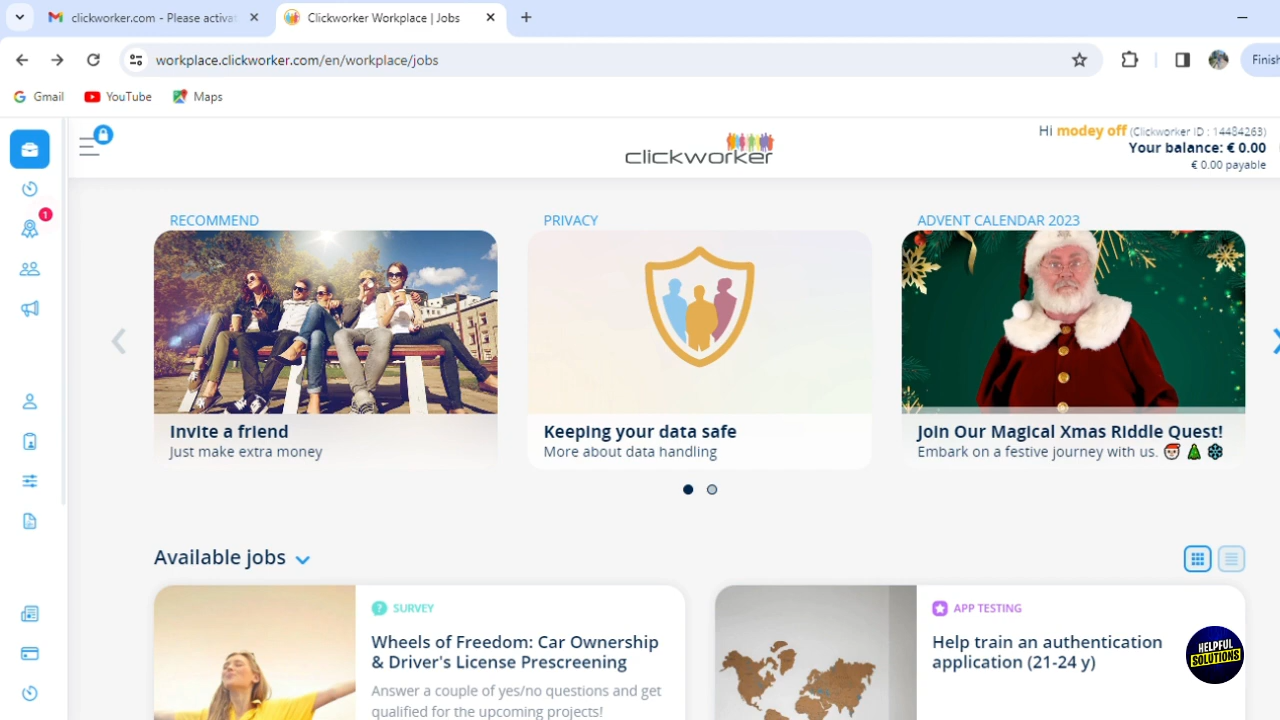 clickworker.com - Please activat
Clickworker Workplace | Jobs
workplace.clickworker.com/en/workplace/jobs
Finish
Gmail
YouTube
Maps
clickworker
Hi modey off (Clickworker ID : 14484263)
Your balance: € 0.00
€ 0.00 payable
1
RECOMMEND
PRIVACY
ADVENT CALENDAR 2023
Invite a friend
Just make extra money
Keeping your data safe
More about data handling
Join Our Magical Xmas Riddle Quest!
Embark on a festive journey with us. 🎅 🎄 ❄
Available jobs
SURVEY
Wheels of Freedom: Car Ownership
& Driver's License Prescreening
Answer a couple of yes/no questions and get
qualified for the upcoming projects!
APP TESTING
Help train an authentication
application (21-24 y)
HELPFUL
SOLUTIONS